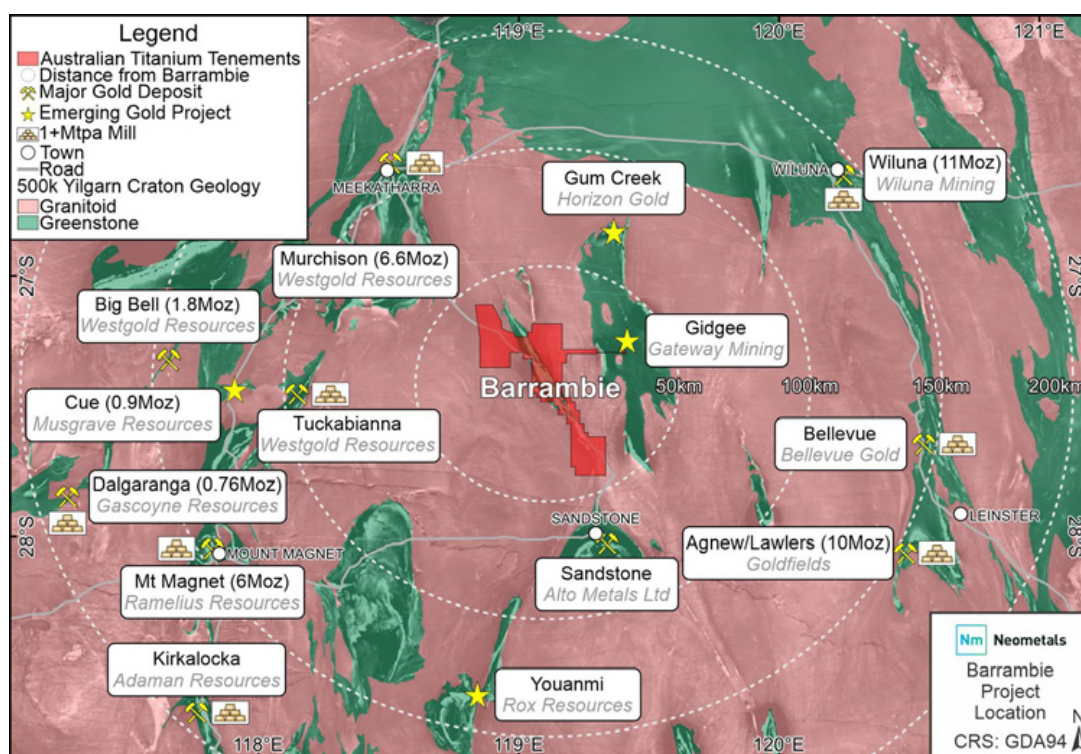 Legend
Australian Titanium Tenements
Distance from Barrambie
Major Gold Deposit
Emerging Gold Project
1+Mtpa Mill
Town
Road
500k Yilgarn Craton Geology
Granitoid
Greenstone
119°E
120°E
121°E
MEEKATHARRA
Gum Creek
Horizon Gold
WILUNA
Wiluna (11Moz)
Wiluna Mining
27°S
27°S
Murchison (6.6Moz)
Westgold Resources
Big Bell (1.8Moz)
Westgold Resources
Gidgee
Gateway Mining
Barrambie
50km
100km
150km
200km
Cue (0.9Moz)
Musgrave Resources
Tuckabianna
Westgold Resources
Bellevue
Bellevue Gold
Dalgaranga (0.76Moz)
Gascoyne Resources
28°S
28°S
MOUNT MAGNET
SANDSTONE
LEINSTER
Agnew/Lawlers (10Moz)
Goldfields
Mt Magnet (6Moz)
Ramelius Resources
Sandstone
Alto Metals Ltd
Kirkalocka
Adaman Resources
Youanmi
Rox Resources
Nm Neometals
Barrambie
Project
Location
CRS: GDA94
N
118°E
119°E
120°E